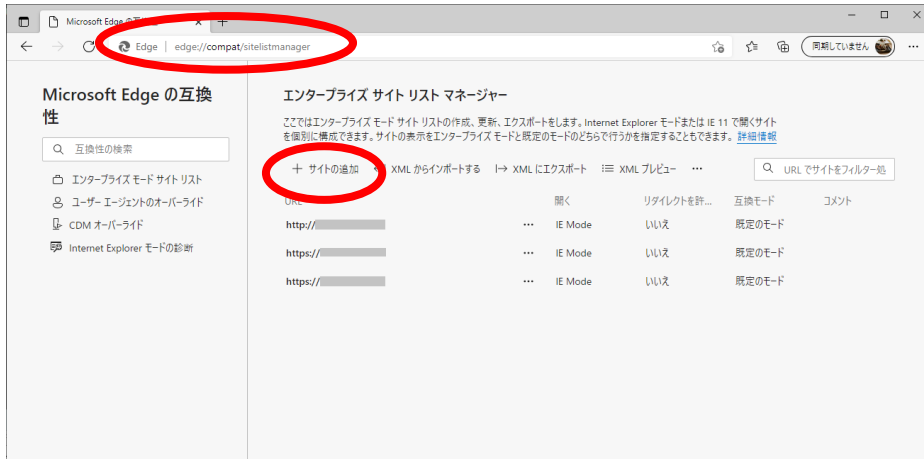 Microsoft Edge の互
Edge | edge://compat/sitelistmanager
同期していません
Microsoft Edge の互換
性
互換性の検索
エンタープライズ モード サイト リスト
ユーザー エージェントのオーバーライド
CDM オーバーライド
Internet Explorer モードの診断
エンタープライズ サイト リスト マネージャー
ここではエンタープライズ モード サイト リストの作成、更新、エクスポートをします。Internet Explorer モードまたは IE 11 で開くサイト
を個別に構成できます。サイトの表示をエンタープライズ モードと既定のモードのどちらで行うかを指定することもできます。 詳細情報
サイトの追加 XML からインポートする XML にエクスポート XML プレビュー ... URL でサイトをフィルター処
URL 開く リダイレクトを許... 互換モード コメント
http:// ... IE Mode いいえ 既定のモード
https:// ... IE Mode いいえ 既定のモード
https:// ... IE Mode いいえ 既定のモード